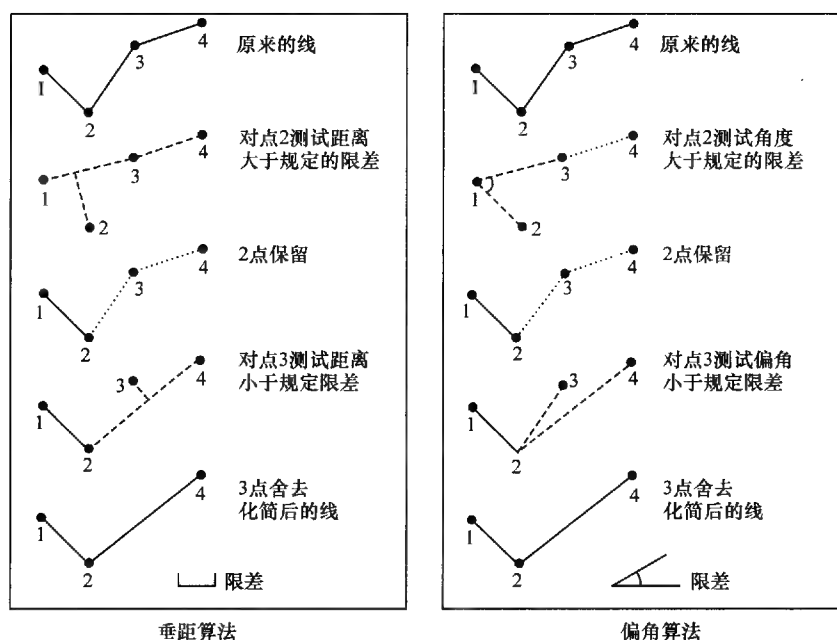 1
2
3
4
原来的线
1
2
3
4
对点2测试距离
大于规定的限差
1
2
3
4
2点保留
1
2
3
4
对点3测试距离
小于规定限差
1
2
4
3点舍去
化简后的线
限差
垂距算法
1
2
3
4
原来的线
1
2
3
4
对点2测试角度
大于规定的限差
1
2
3
4
2点保留
1
2
3
4
对点3测试偏角
小于规定限差
1
2
4
3点舍去
化简后的线
限差
偏角算法